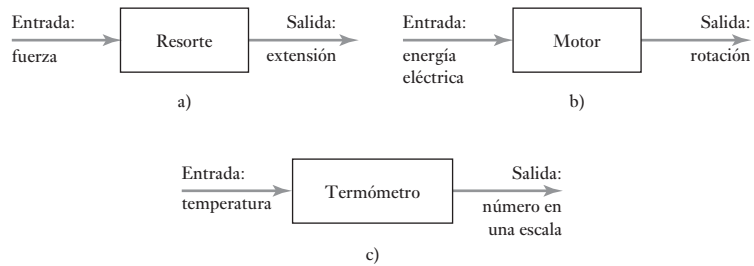 Entrada:
fuerza
Resorte
Salida:
extensión
a)
Entrada:
energía
eléctrica
Motor
Salida:
rotación
b)
Entrada:
temperatura
Termómetro
Salida:
número en
una escala
c)